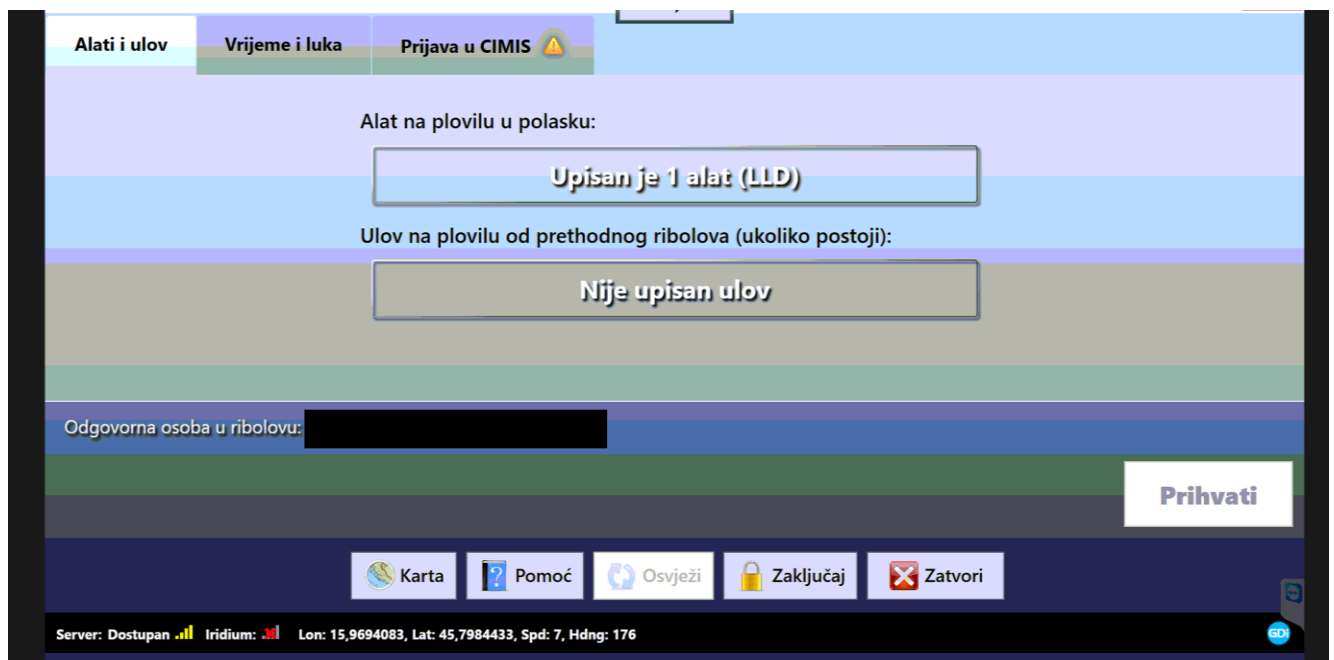 Alati i ulov
Vrijeme i luka
Prijava u CIMIS
Alat na plovilu u polasku:
Upisan je 1 alat (LLD)
Ulov na plovilu od prethodnog ribolova (ukoliko postoji):
Nije upisan ulov
Odgovorna osoba u ribolovu:
Prihvati
Karta
Pomoć
Osvježi
Zaključaj
Zatvori
Server: Dostupan Iridium: Lon: 15,9694083, Lat: 45,7984433, Spd: 7, Hdng: 176
GDi